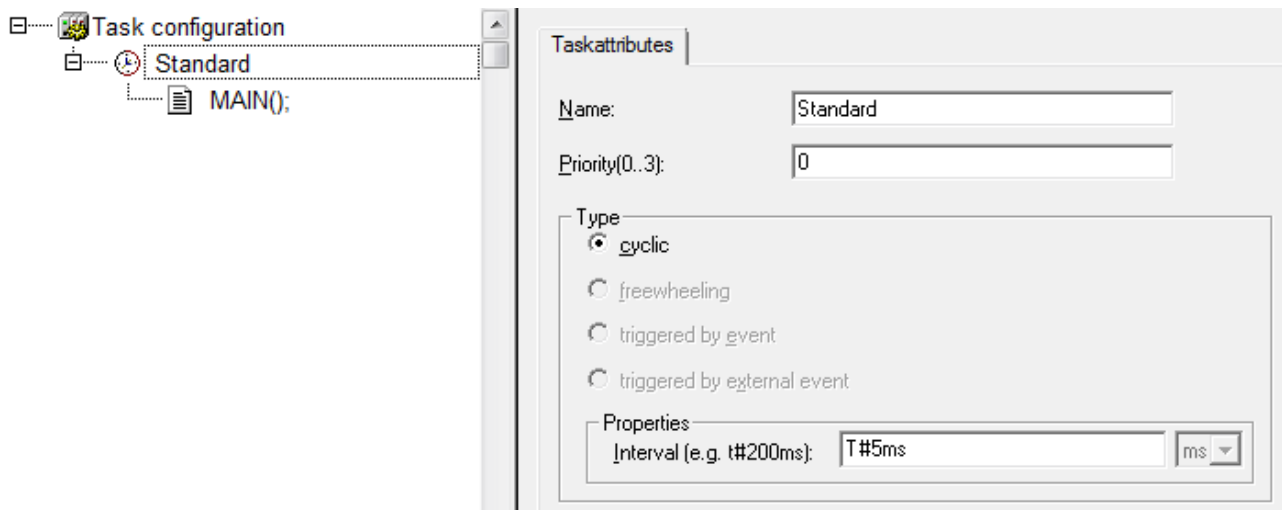 Task configuration
Standard
MAIN();
Taskattributes
Name: Standard
Priority(0..3): 0
Type
cyclic
freewheeling
triggered by event
triggered by external event
Properties
Interval (e.g. t#200ms): T#5ms ms